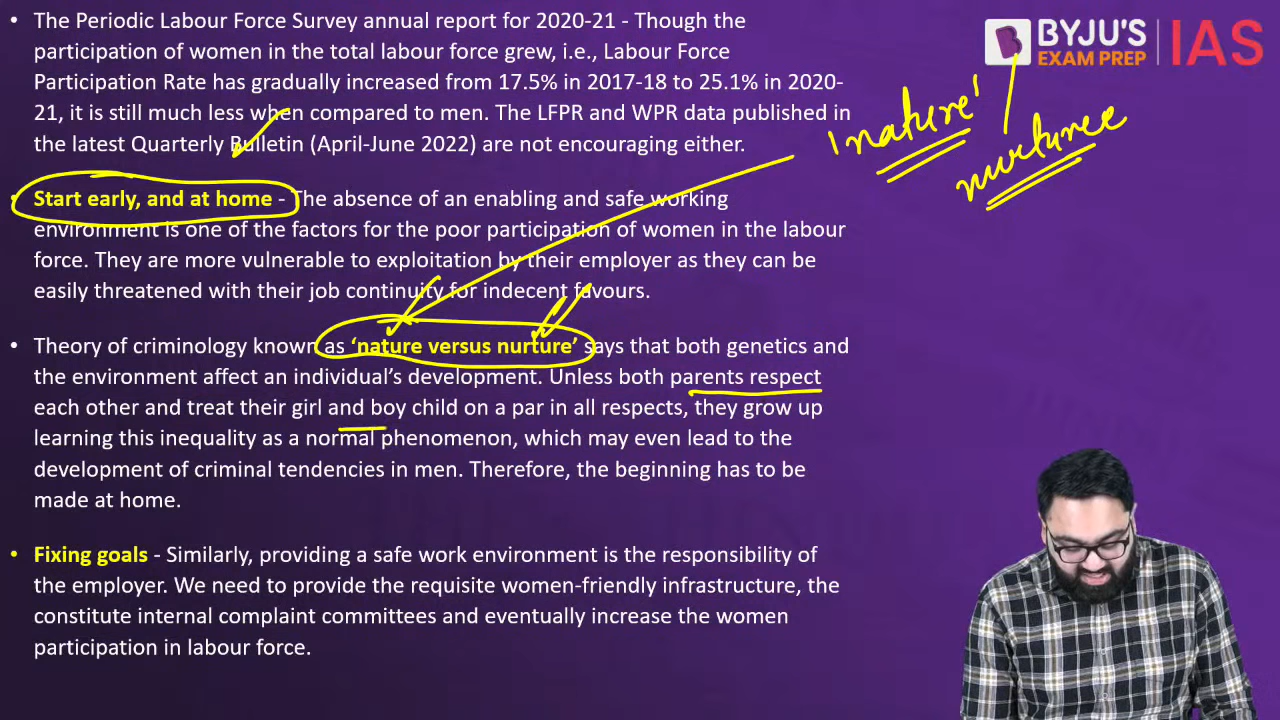 • The Periodic Labour Force Survey annual report for 2020-21 - Though the
participation of women in the total labour force grew, i.e., Labour Force
Participation Rate has gradually increased from 17.5% in 2017-18 to 25.1% in 2020-
21, it is still much less when compared to men. The LFPR and WPR data published in
the latest Quarterly Bulletin (April-June 2022) are not encouraging either.
• Start early, and at home - The absence of an enabling and safe working
environment is one of the factors for the poor participation of women in the labour
force. They are more vulnerable to exploitation by their employer as they can be
easily threatened with their job continuity for indecent favours.
• Theory of criminology known as ‘nature versus nurture’ says that both genetics and
the environment affect an individual’s development. Unless both parents respect
each other and treat their girl and boy child on a par in all respects, they grow up
learning this inequality as a normal phenomenon, which may even lead to the
development of criminal tendencies in men. Therefore, the beginning has to be
made at home.
• Fixing goals - Similarly, providing a safe work environment is the responsibility of
the employer. We need to provide the requisite women-friendly infrastructure, the
constitute internal complaint committees and eventually increase the women
participation in labour force.
BYJU'S
EXAM PREP
IAS
'nature'
nurturee